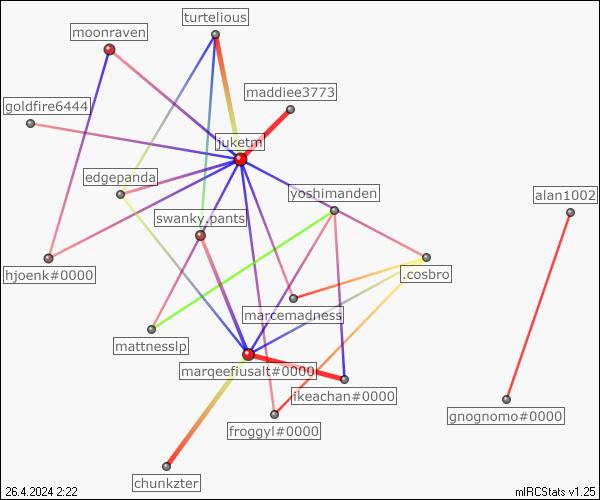 turtelious
moonraven
maddiee3773
goldfire6444
juketm
edgepanda
yoshimanden
alan1002
swanky.pants
hjoenk#0000
.cosbro
marcemadness
mattnesslp
marqeefiusalt#0000
ikeachan#0000
gnognomo#0000
froggyl#0000
chunkzter
26.4.2024 2:22
mIRCStats v1.25